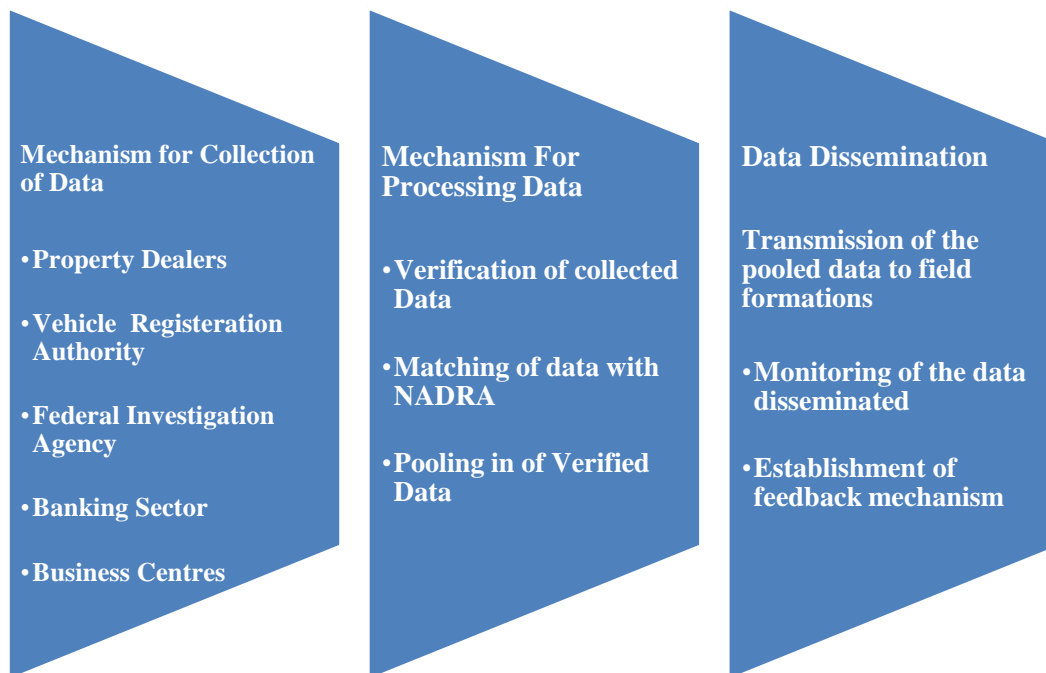 Mechanism for Collection
of Data
•Property Dealers
•Vehicle Registeration
Authority
•Federal Investigation
Agency
•Banking Sector
•Business Centres
Mechanism For
Processing Data
•Verification of collected
Data
•Matching of data with
NADRA
•Pooling in of Verified
Data
Data Dissemination
Transmission of the
pooled data to field
formations
•Monitoring of the data
disseminated
•Establishment of
feedback mechanism